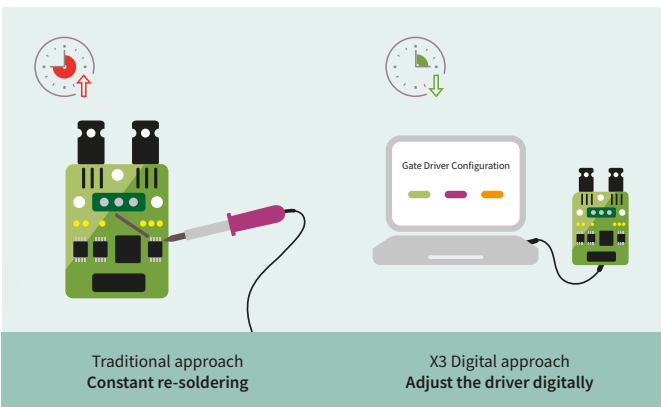 Gate Driver Configuration
Traditional approach
Constant re-soldering
X3 Digital approach
Adjust the driver digitally